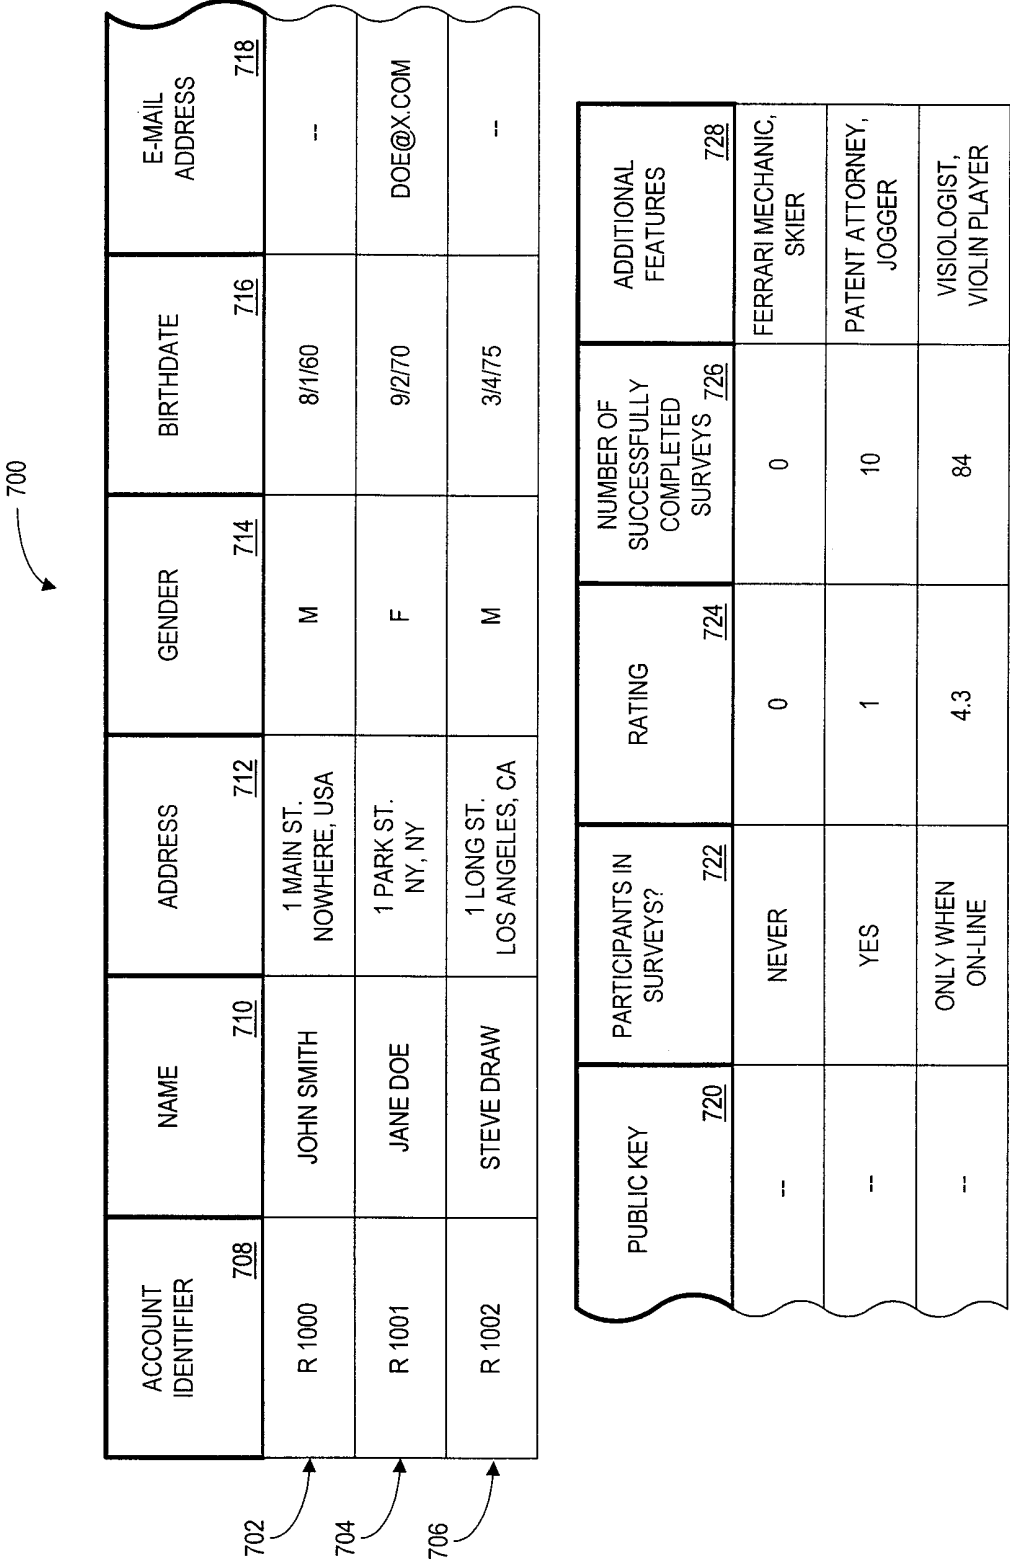 700
ACCOUNT
IDENTIFIER
708
NAME
710
ADDRESS
712
GENDER
714
BIRTHDATE
716
E-MAIL
ADDRESS
718
702
R 1000
JOHN SMITH
1 MAIN ST.
NOWHERE, USA
M
8/1/60
--
704
R 1001
JANE DOE
1 PARK ST.
NY, NY
F
9/2/70
DOE@X.COM
706
R 1002
STEVE DRAW
1 LONG ST.
LOS ANGELES, CA
M
3/4/75
--
PUBLIC KEY
720
PARTICIPANTS IN
SURVEYS?
722
RATING
724
NUMBER OF
SUCCESSFULLY
COMPLETED
SURVEYS 726
ADDITIONAL
FEATURES
728
--
NEVER
0
0
FERRARI MECHANIC,
SKIER
--
YES
1
10
PATENT ATTORNEY,
JOGGER
--
ONLY WHEN
ON-LINE
4.3
84
VISIOLOGIST,
VIOLIN PLAYER